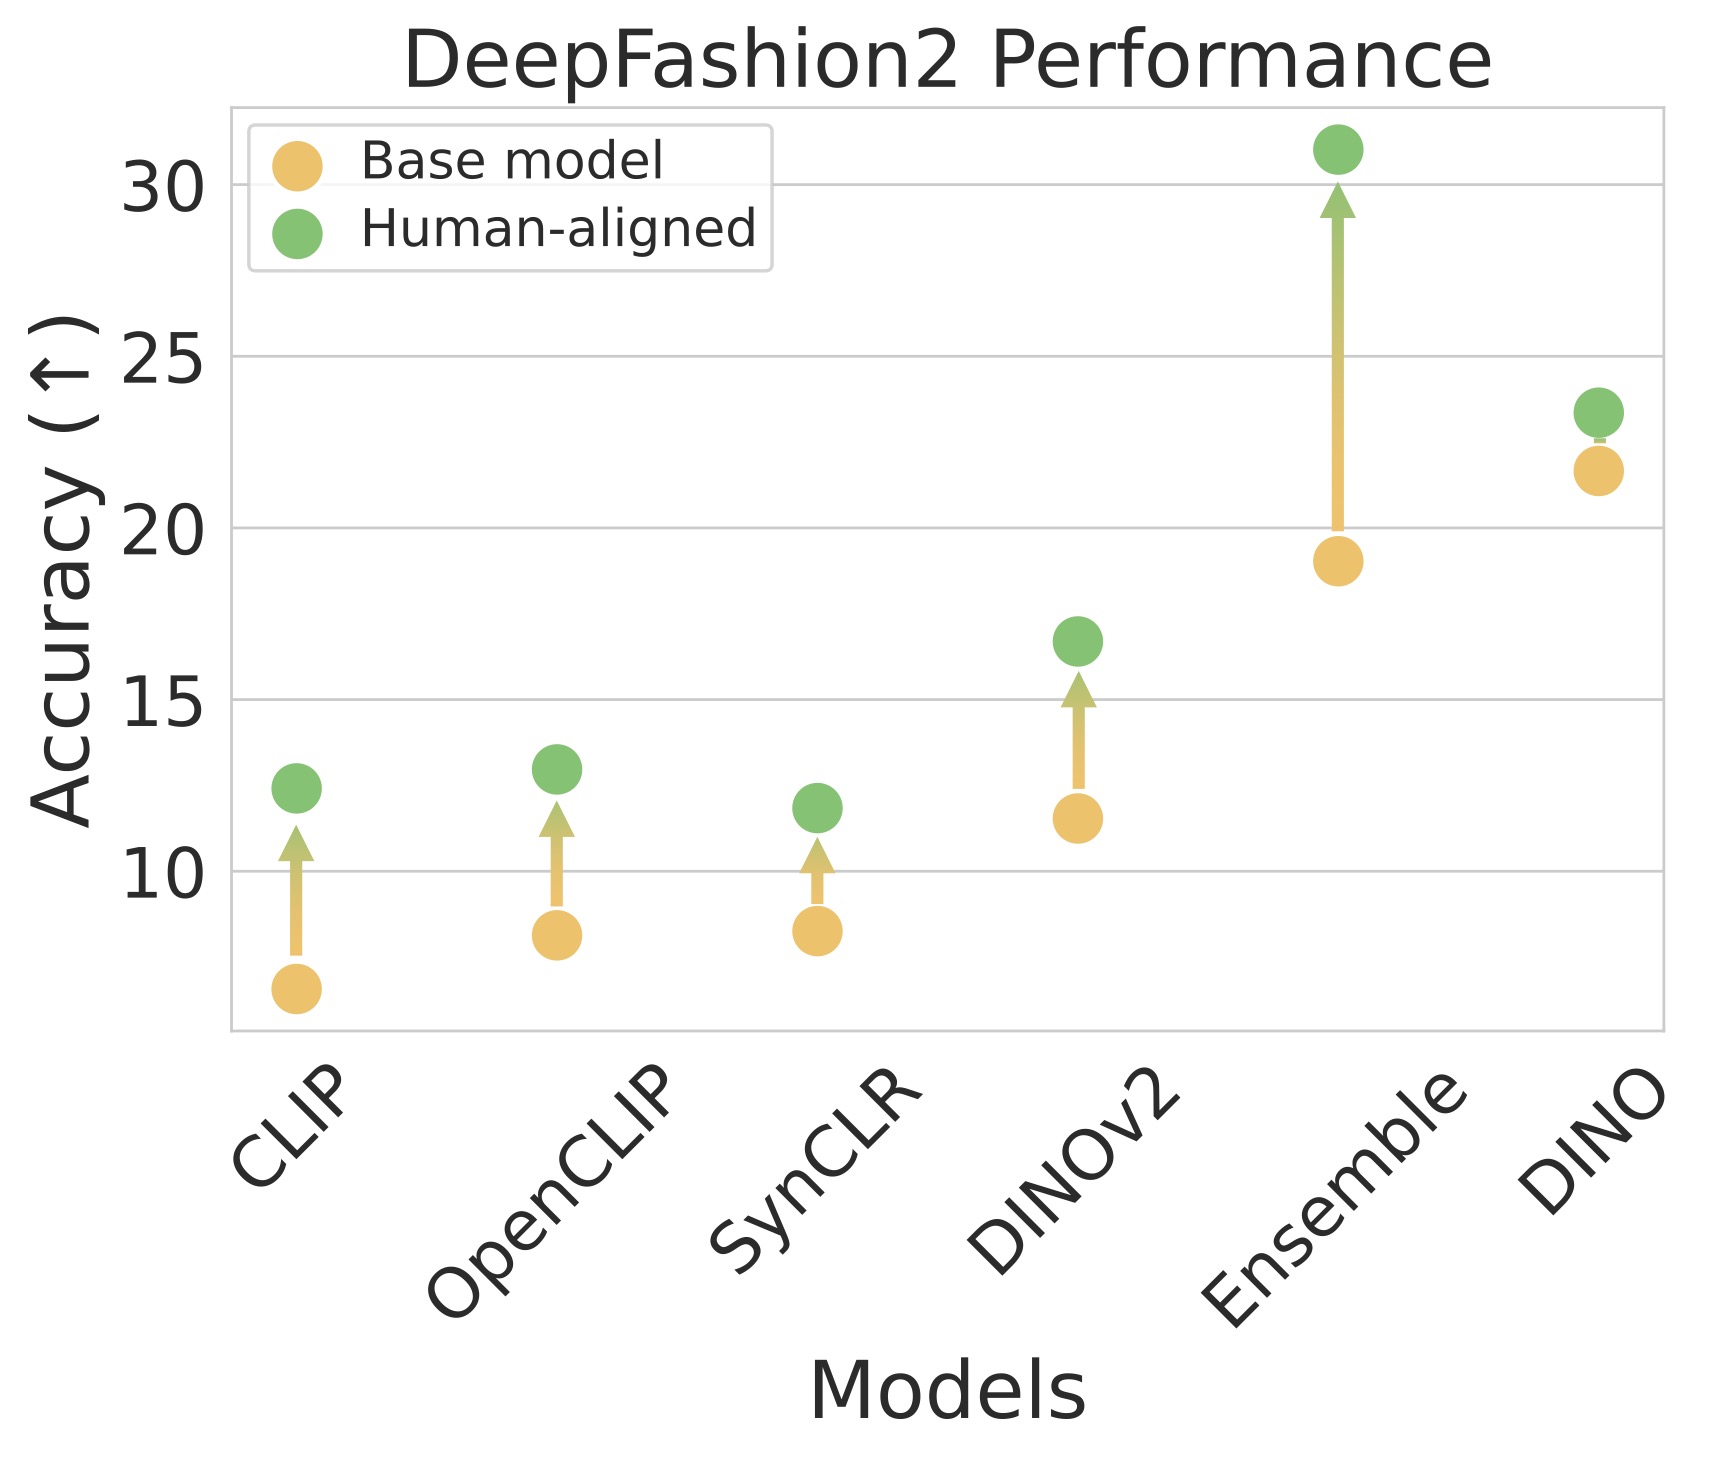 DeepFashion2 Performance
Base model
Human-aligned
Accuracy (↑)
30
25
20
15
10
CLIP
OpenCLIP
SynCLR
DINOv2
Ensemble
DINO
Models